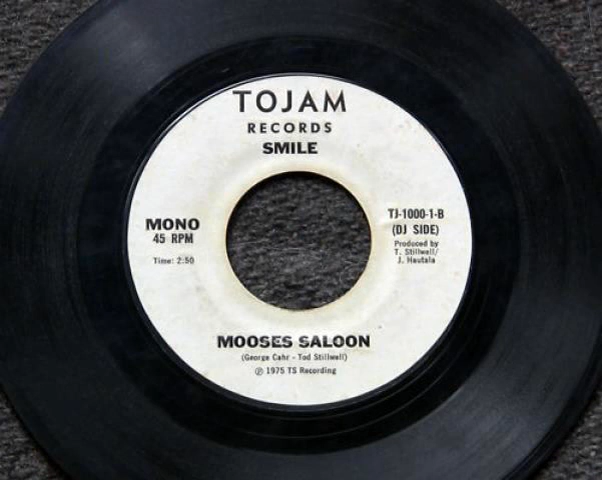 TOJAM
RECORDS
SMILE
MONO
45 RPM
Time: 2:50
TJ-1000-1-B
(DJ SIDE)
Produced by
T. Stillwell/
J. Hautala
MOOSES SALOON
(George Cahr - Tod Stillwell)
℗ 1975 TS Recording